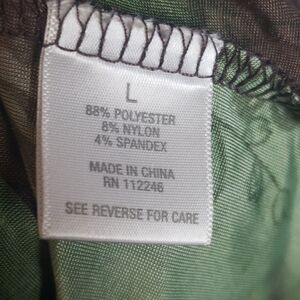 L
88% POLYESTER
8% NYLON
4% SPANDEX
MADE IN CHINA
RN 112246
SEE REVERSE FOR CARE